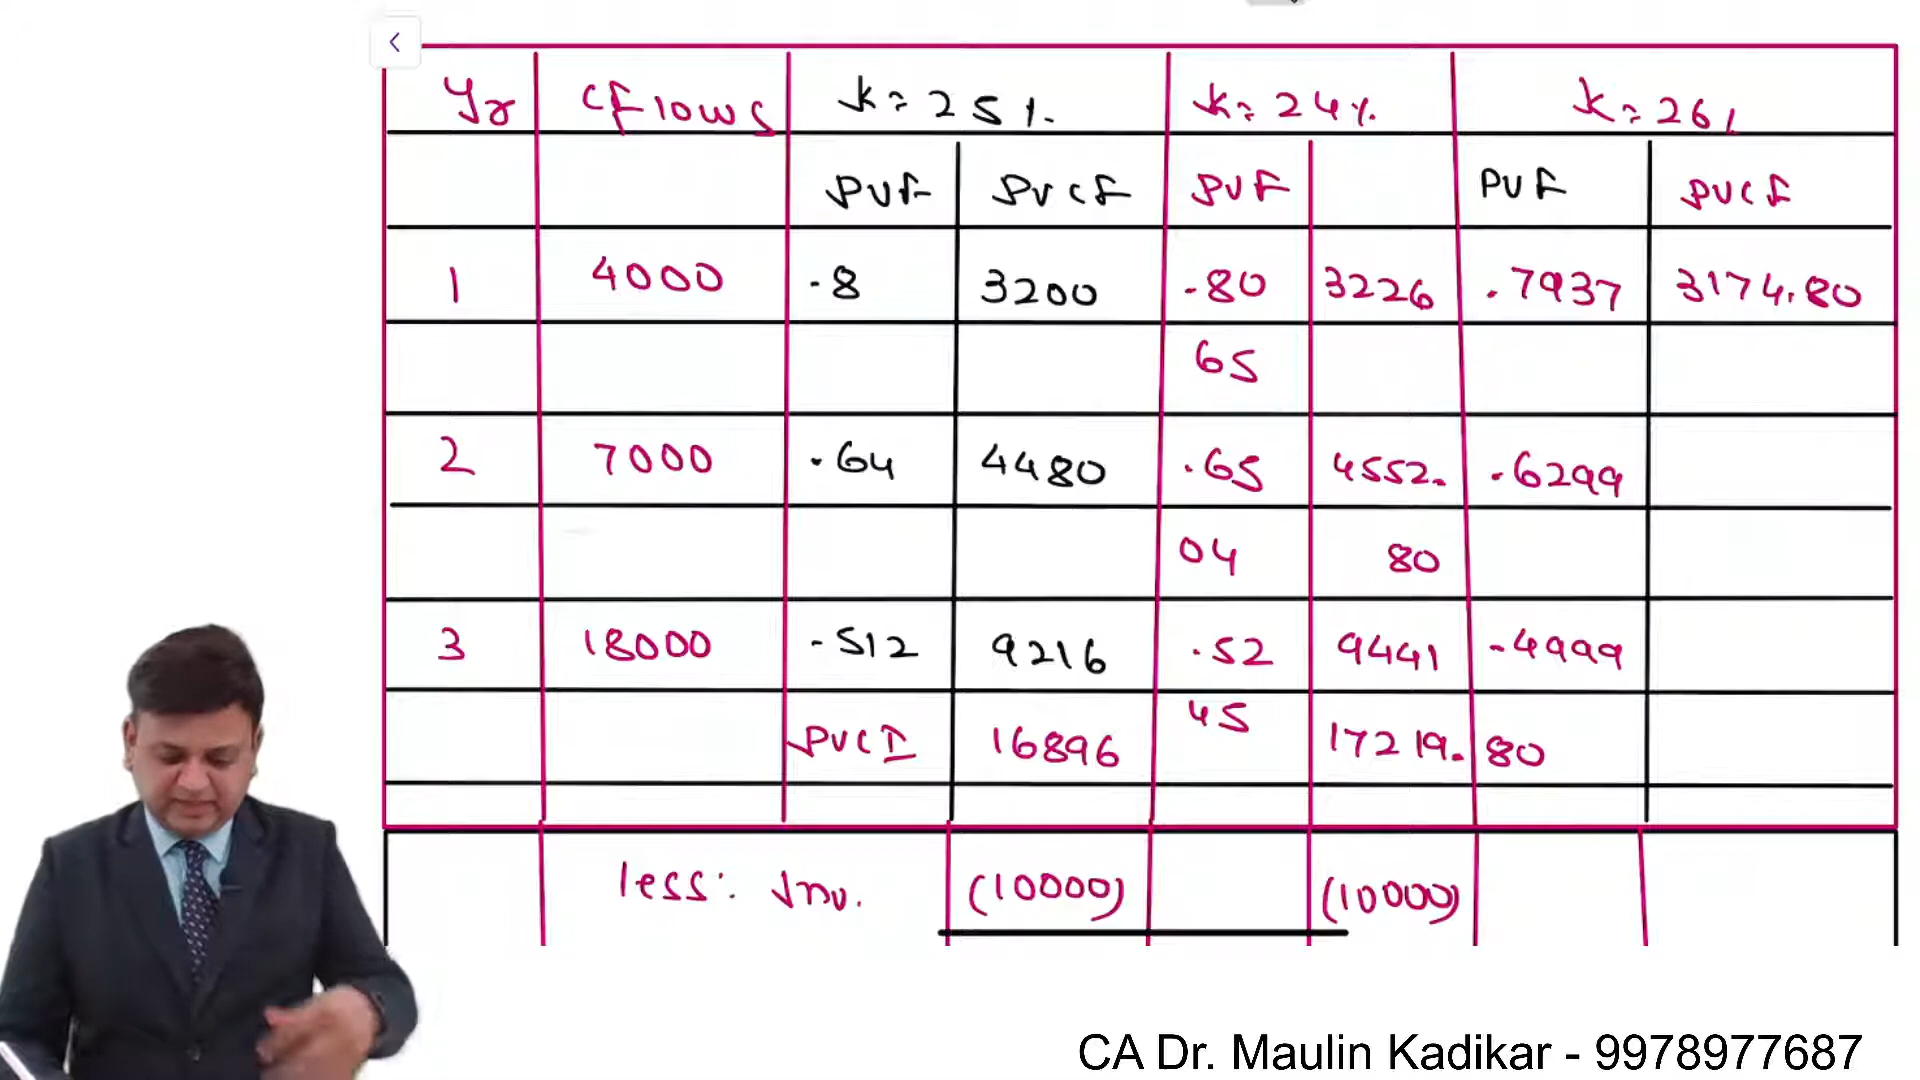 Yr CFlows k= 25%. k= 24%. k= 26%
PVF PVCF PVF PVF PVCF
1 4000 .8 3200 .80 3226 .7937 3174.80
65
2 7000 .64 4480 .65 4552. .6299
04 80
3 18000 .512 9216 .52 9441 .4999
PVCI 16896 45 17219.80
less: Inv. (10000) (10000)
CA Dr. Maulin Kadikar - 9978977687